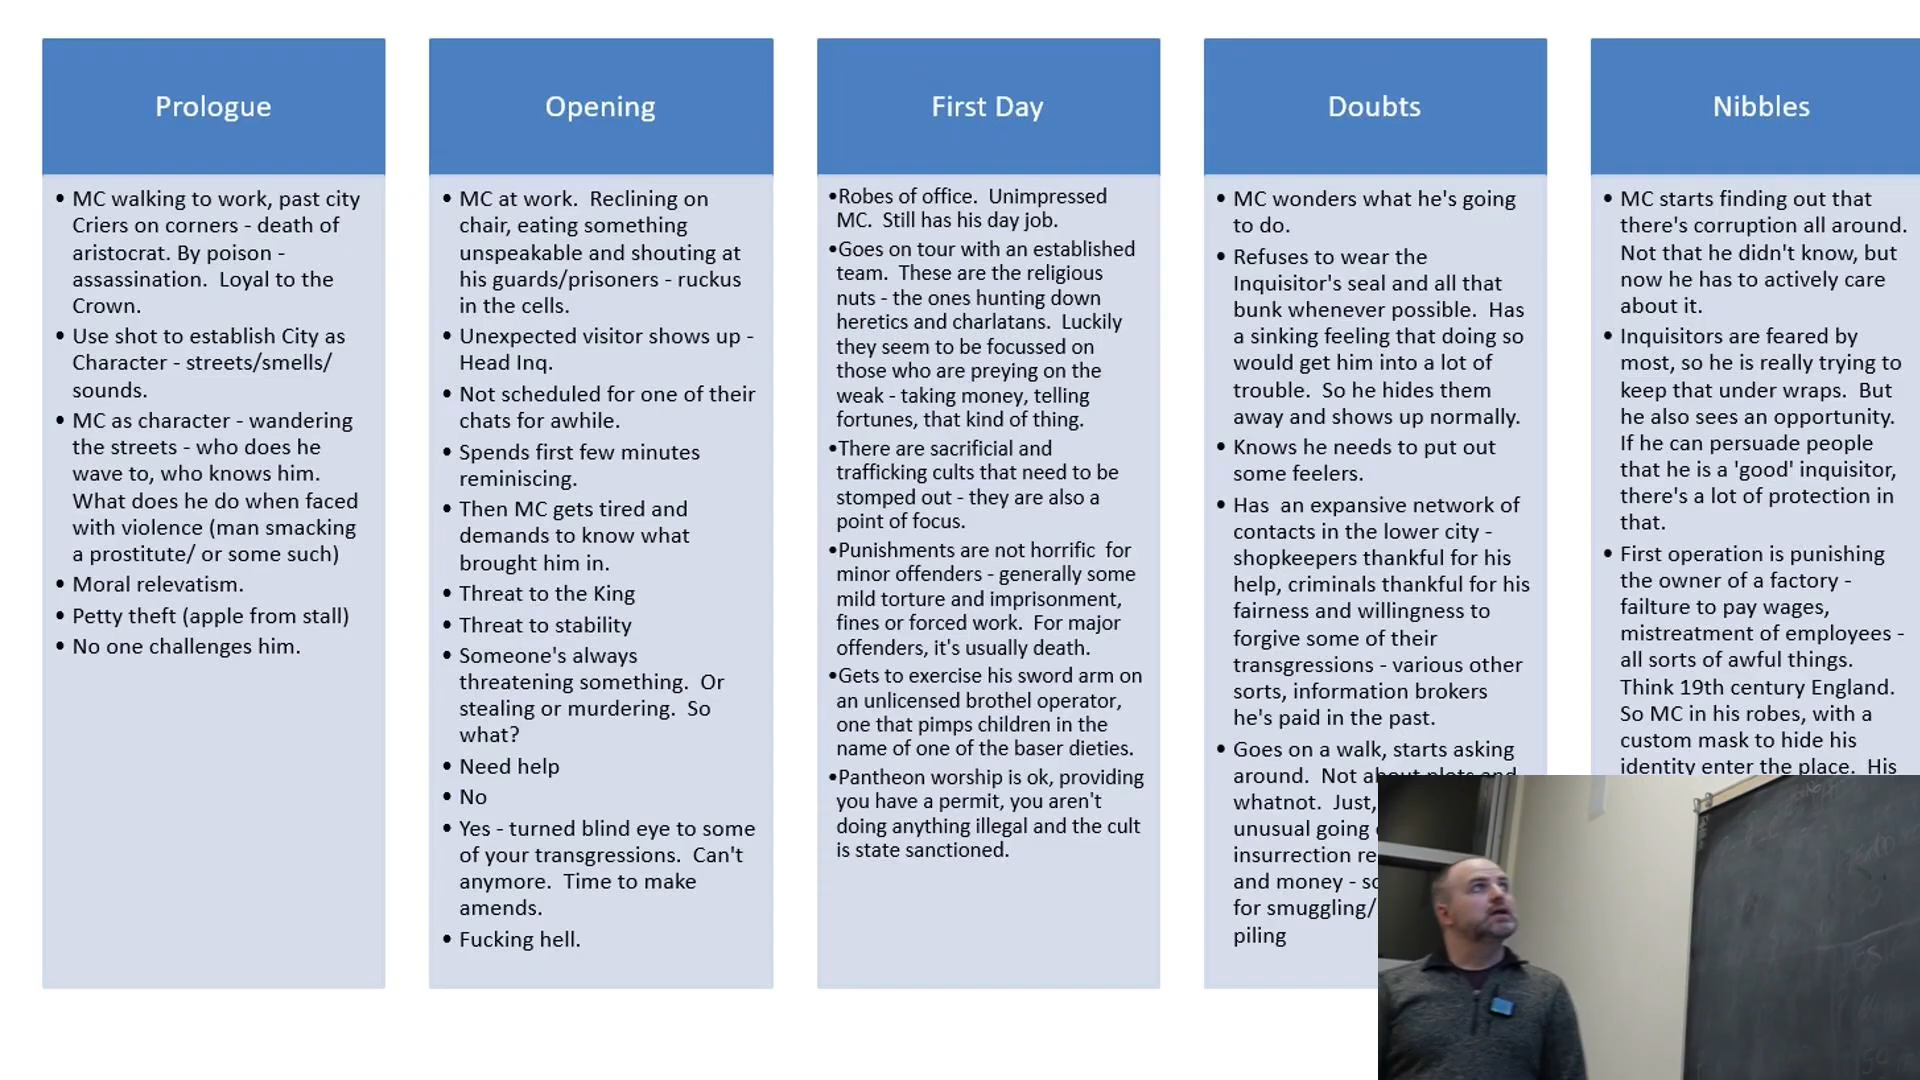 Prologue
MC walking to work, past city
Criers on corners - death of
aristocrat. By poison -
assassination. Loyal to the
Crown.
Use shot to establish City as
Character - streets/smells/
sounds.
MC as character - wandering
the streets - who does he
wave to, who knows him.
What does he do when faced
with violence (man smacking
a prostitute/ or some such)
Moral relevatism.
Petty theft (apple from stall)
No one challenges him.
Opening
MC at work. Reclining on
chair, eating something
unspeakable and shouting at
his guards/prisoners - ruckus
in the cells.
Unexpected visitor shows up -
Head Inq.
Not scheduled for one of their
chats for awhile.
Spends first few minutes
reminiscing.
Then MC gets tired and
demands to know what
brought him in.
Threat to the King
Threat to stability
Someone's always
threatening something. Or
stealing or murdering. So
what?
Need help
No
Yes - turned blind eye to some
of your transgressions. Can't
anymore. Time to make
amends.
Fucking hell.
First Day
•Robes of office. Unimpressed
MC. Still has his day job.
•Goes on tour with an established
team. These are the religious
nuts - the ones hunting down
heretics and charlatans. Luckily
they seem to be focussed on
those who are preying on the
weak - taking money, telling
fortunes, that kind of thing.
•There are sacrificial and
trafficking cults that need to be
stomped out - they are also a
point of focus.
•Punishments are not horrific for
minor offenders - generally some
mild torture and imprisonment,
fines or forced work. For major
offenders, it's usually death.
•Gets to exercise his sword arm on
an unlicensed brothel operator,
one that pimps children in the
name of one of the baser dieties.
•Pantheon worship is ok, providing
you have a permit, you aren't
doing anything illegal and the cult
is state sanctioned.
Doubts
MC wonders what he's going
to do.
Refuses to wear the
Inquisitor's seal and all that
bunk whenever possible. Has
a sinking feeling that doing so
would get him into a lot of
trouble. So he hides them
away and shows up normally.
Knows he needs to put out
some feelers.
Has an expansive network of
contacts in the lower city -
shopkeepers thankful for his
help, criminals thankful for his
fairness and willingness to
forgive some of their
transgressions - various other
sorts, information brokers
he's paid in the past.
Goes on a walk, starts asking
around. Not about plots and
whatnot. Just,
unusual going
insurrection
and money -
for smuggling/
piling
Nibbles
MC starts finding out that
there's corruption all around.
Not that he didn't know, but
now he has to actively care
about it.
Inquisitors are feared by
most, so he is really trying to
keep that under wraps. But
he also sees an opportunity.
If he can persuade people
that he is a 'good' inquisitor,
there's a lot of protection in
that.
First operation is punishing
the owner of a factory -
failture to pay wages,
mistreatment of employees -
all sorts of awful things.
Think 19th century England.
So MC in his robes, with a
custom mask to hide his
identity enter the place. His